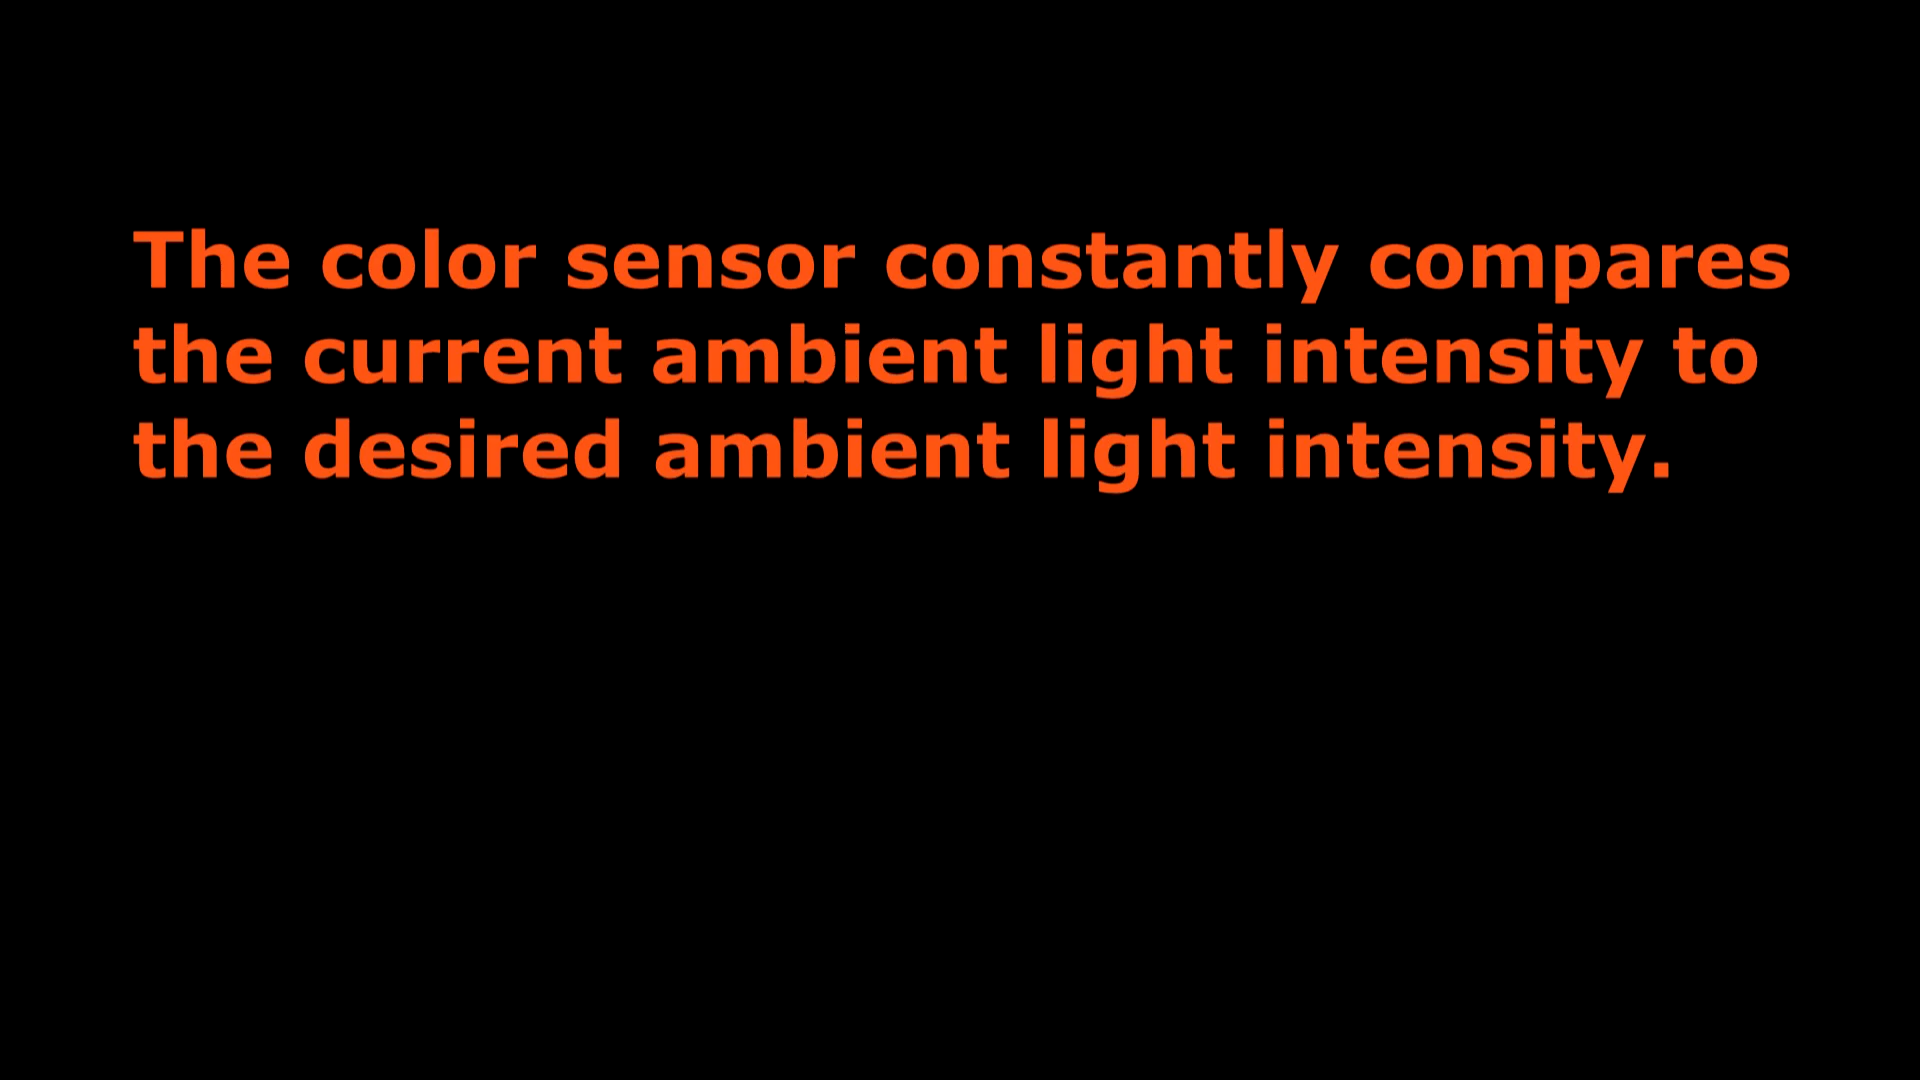 The color sensor constantly compares
the current ambient light intensity to
the desired ambient light intensity.